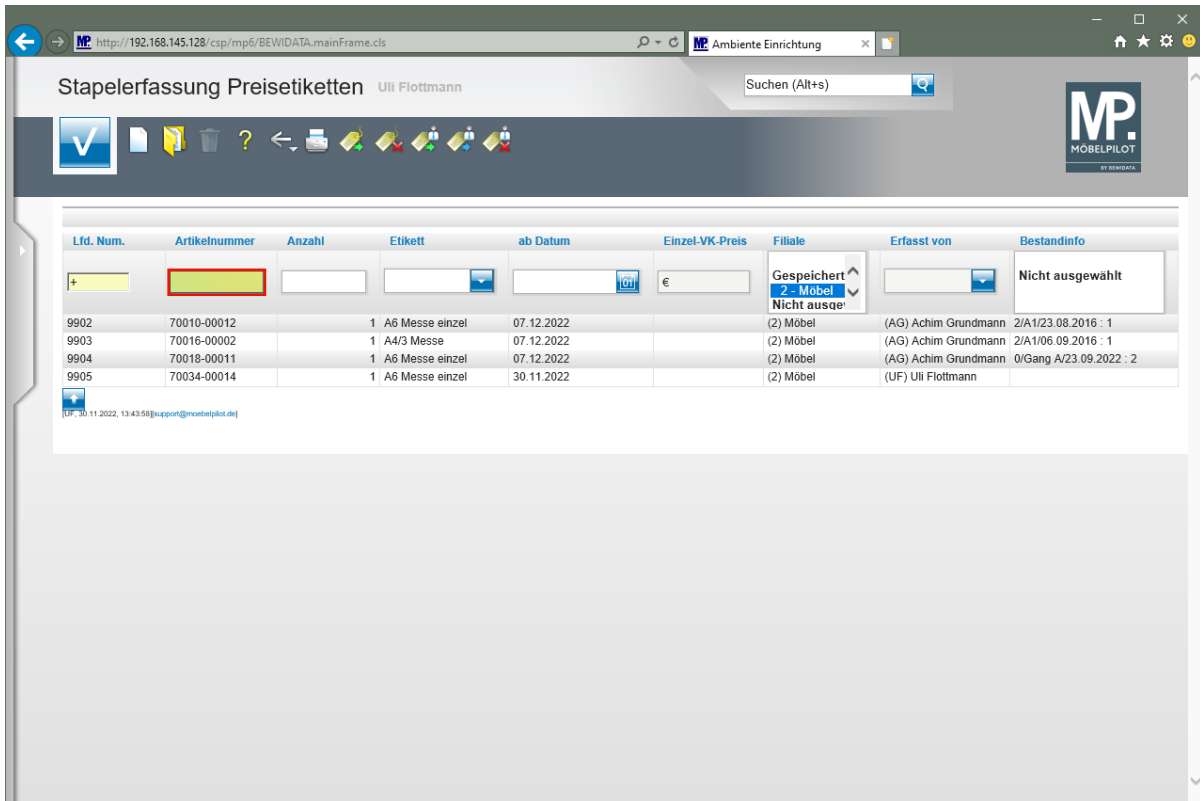 http://192.168.145.128/csp/mp6/BEWIDATA.mainFrame.cls
MP. Ambiente Einrichtung
Stapelerfassung Preisetiketten Uli Flottmann
Suchen (Alt+s)
MP.
MÖBELPILOT
BY BEWIDATA
?
Lfd. Num. Artikelnummer Anzahl Etikett ab Datum Einzel-VK-Preis Filiale Erfasst von Bestandinfo
+ € Gespeichert Nicht ausgewählt
2 - Möbel
Nicht ausgew
9902 70010-00012 1 A6 Messe einzel 07.12.2022 (2) Möbel (AG) Achim Grundmann 2/A1/23.08.2016 : 1
9903 70016-00002 1 A4/3 Messe 07.12.2022 (2) Möbel (AG) Achim Grundmann 2/A1/06.09.2016 : 1
9904 70018-00011 1 A6 Messe einzel 07.12.2022 (2) Möbel (AG) Achim Grundmann 0/Gang A/23.09.2022 : 2
9905 70034-00014 1 A6 Messe einzel 30.11.2022 (2) Möbel (UF) Uli Flottmann
[UF, 30.11.2022, 13:43:58][support@moebelpilot.de]